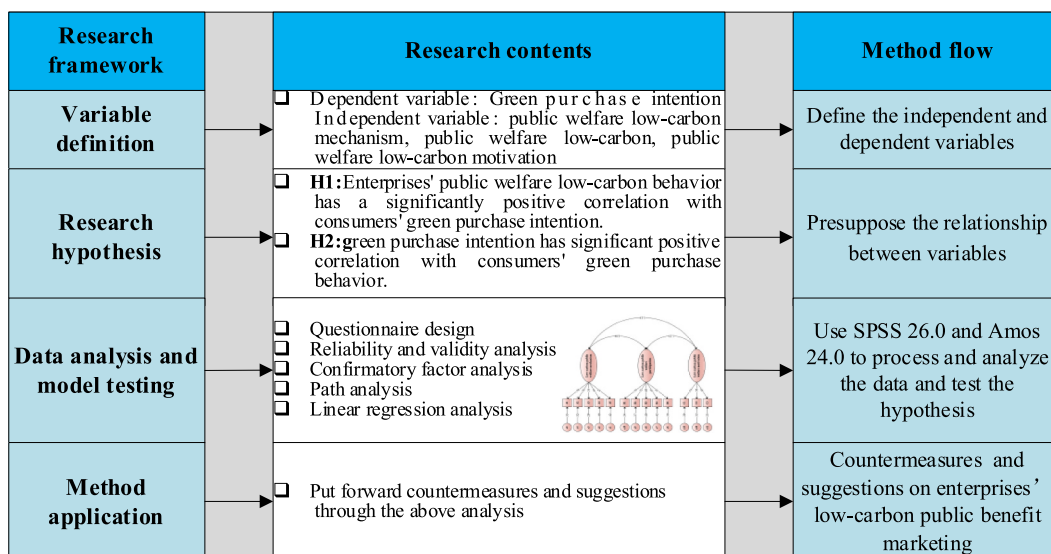 Research
framework
Research contents
Method flow
Variable
definition
❑ Dependent variable: Green purchase intention
Independent variable: public welfare low-carbon
mechanism, public welfare low-carbon, public
welfare low-carbon motivation
Define the independent and
dependent variables
Research
hypothesis
❑ H1:Enterprises' public welfare low-carbon behavior
has a significantly positive correlation with
consumers' green purchase intention.
❑ H2:green purchase intention has significant positive
correlation with consumers' green purchase
behavior.
Presuppose the relationship
between variables
Data analysis and
model testing
❑ Questionnaire design
❑ Reliability and validity analysis
❑ Confirmatory factor analysis
❑ Path analysis
❑ Linear regression analysis
Use SPSS 26.0 and Amos
24.0 to process and analyze
the data and test the
hypothesis
Method
application
❑ Put forward countermeasures and suggestions
through the above analysis
Countermeasures and
suggestions on enterprises’
low-carbon public benefit
marketing